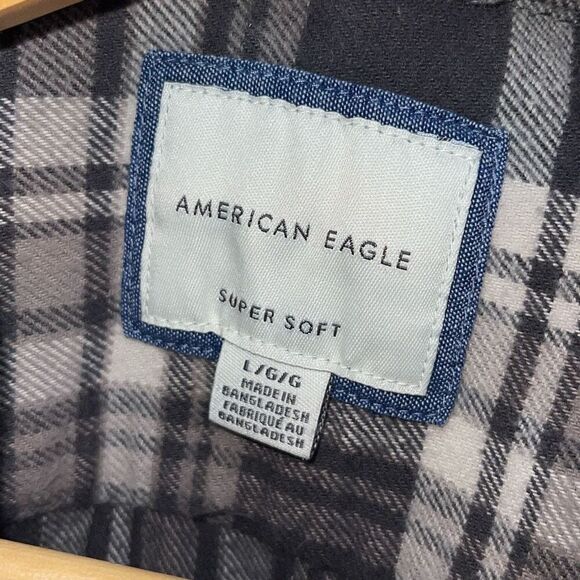 AMERICAN EAGLE
SUPER SOFT
L/G/G
MADE IN
BANGLADESH
FABRIQUÉ AU
BANGLADESH